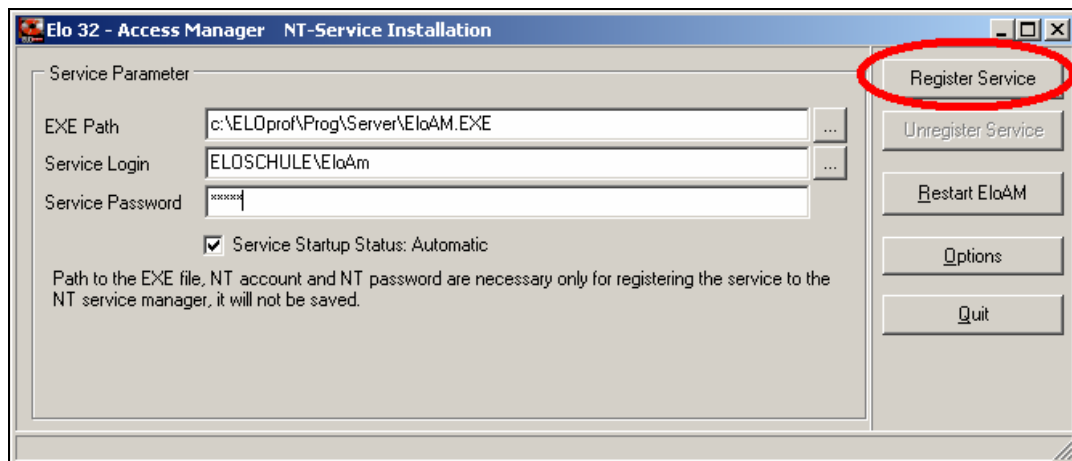 Elo 32 - Access Manager NT-Service Installation
Service Parameter
EXE Path
c:\ELOprof\Prog\Server\EloAM.EXE
...
Service Login
ELOSCHULE\EloAm
...
Service Password
*****
Service Startup Status: Automatic
Path to the EXE file, NT account and NT password are necessary only for registering the service to the
NT service manager, it will not be saved.
Register Service
Unregister Service
Restart EloAM
Options
Quit